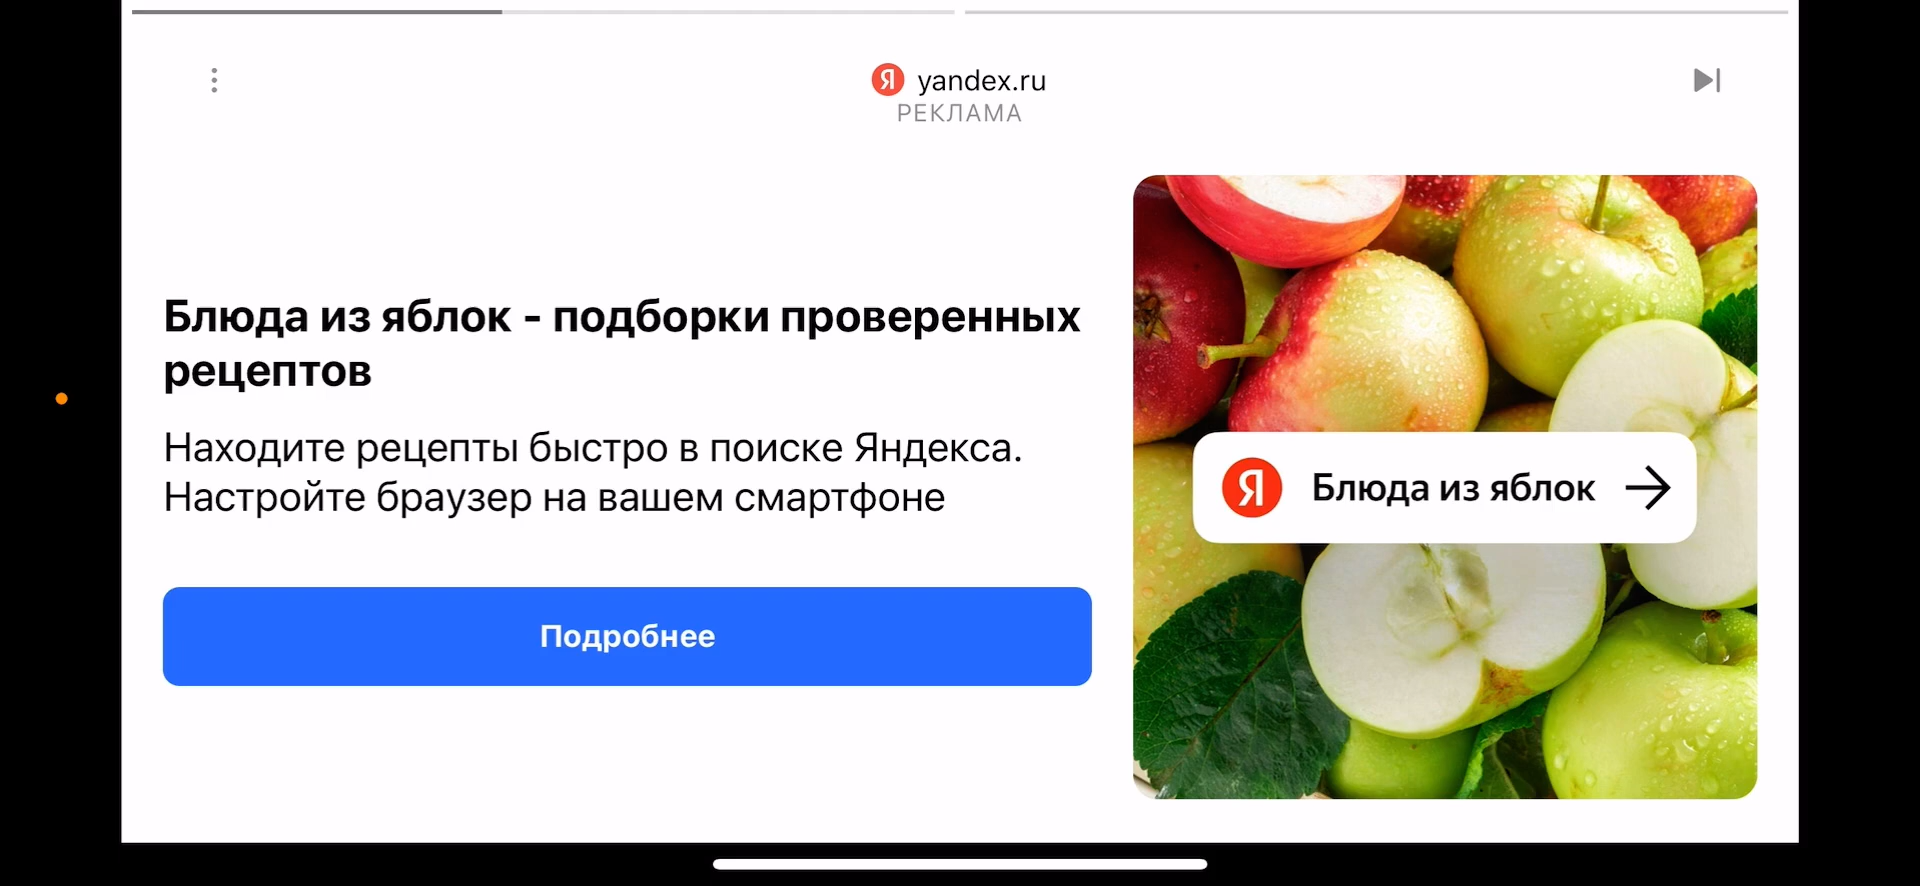 Я yandex.ru
РЕКЛАМА
Блюда из яблок - подборки проверенных
рецептов
Находите рецепты быстро в поиске Яндекса.
Настройте браузер на вашем смартфоне
Подробнее
Я Блюда из яблок →